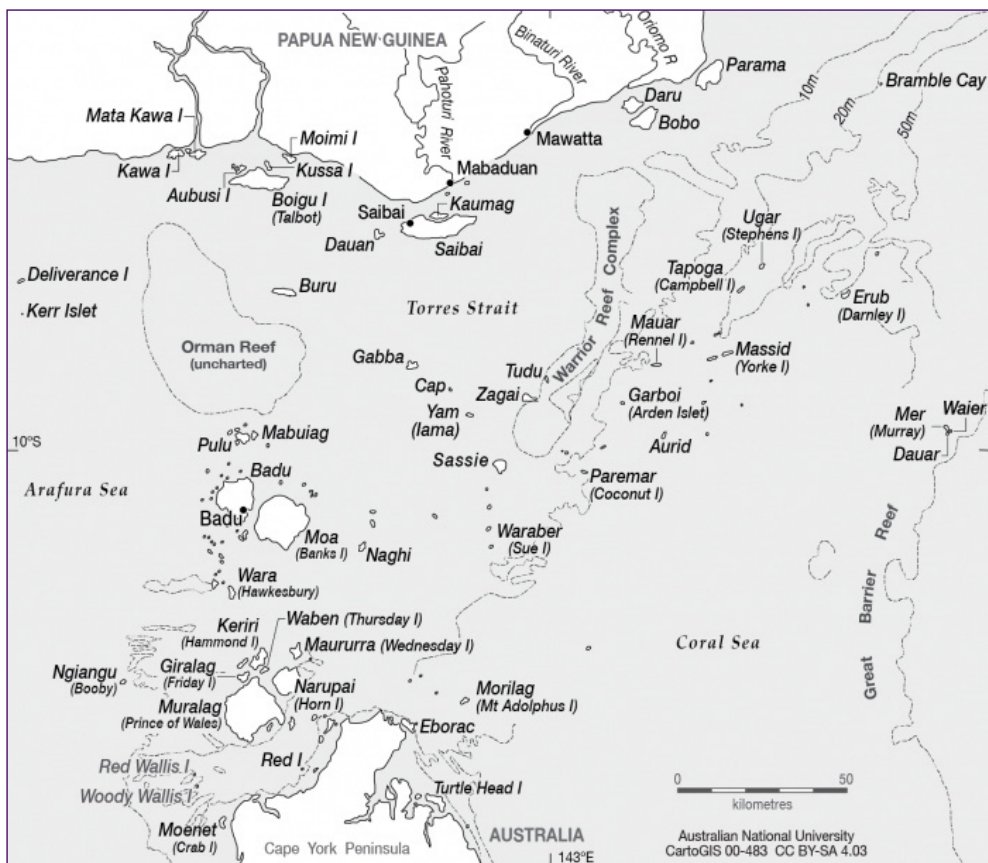 PAPUA NEW GUINEA
Binaturi River
Oriomo R
Pahoturi River
Parama
10m
Bramble Cay
20m
50m
Daru
Bobo
Mata Kawa I
Moimi I
Mawatta
Kawa I
Kussa I
Aubusi I
Mabaduan
Boigu I
(Talbot)
Saibai
Kaumag
Dauan
Saibai
Warrior Reef Complex
Ugar
(Stephens I)
Deliverance I
Buru
Tapoga
(Campbell I)
Erub
(Darnley I)
Kerr Islet
Torres Strait
Mauar
(Rennel I)
Orman Reef
(uncharted)
Gabba
Massid
(Yorke I)
Tudu
Cap
Zagai
Garboi
(Arden Islet)
Yam
(Iama)
Mer
(Murray)
Waier
Dauar
10°S
Pulu
Mabuiag
Aurid
Sassie
Badu
Paremar
(Coconut I)
Arafura Sea
Badu
Moa
(Banks I)
Naghi
Waraber
(Sue I)
Great Barrier Reef
Wara
(Hawkesbury)
Waben (Thursday I)
Keriri
(Hammond I)
Maururra (Wednesday I)
Coral Sea
Ngiangu
(Booby)
Giralag
(Friday I)
Narupai
(Horn I)
Morilag
(Mt Adolphus I)
Muralag
(Prince of Wales)
Eborac
Red Wallis I
Red I
Woody Wallis I
Turtle Head I
0 50
kilometres
Moenet
(Crab I)
Cape York Peninsula
AUSTRALIA
143°E
Australian National University
CartoGIS 00-483 CC BY-SA 4.03